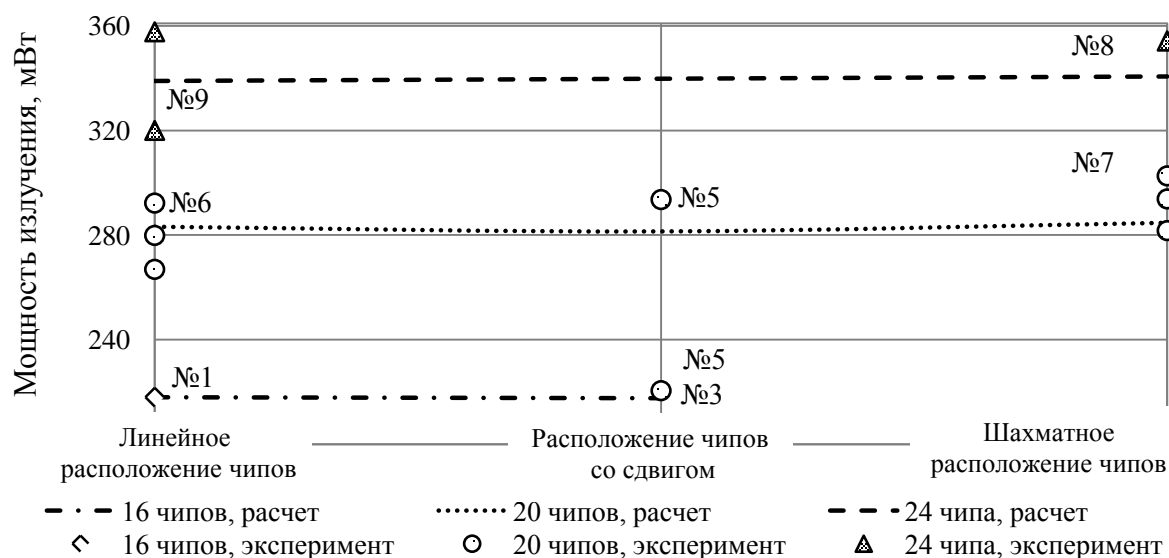 Мощность излучения, мВт
360
320
280
240
№8
№9
№7
№6
№5
№5
№1
№3
Линейное расположение чипов
Расположение чипов со сдвигом
Шахматное расположение чипов
16 чипов, расчет
20 чипов, расчет
24 чипа, расчет
16 чипов, эксперимент
20 чипов, эксперимент
24 чипа, эксперимент